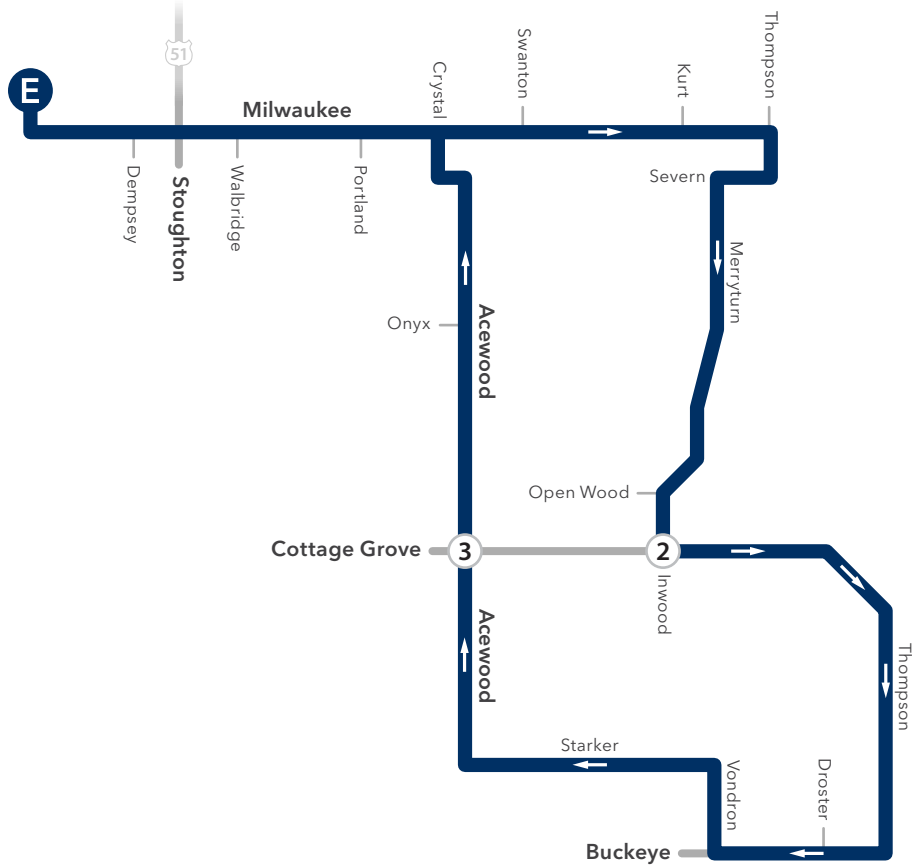 Thompson
Swanton
51
Crystal
Kurt
E
Milwaukee
Dempsey
Stoughton
Walbridge
Portland
Severn
Merryturn
Onyx
Acewood
Open Wood
Cottage Grove
3
2
Inwood
Acewood
Thompson
Starker
Vondron
Droster
Buckeye